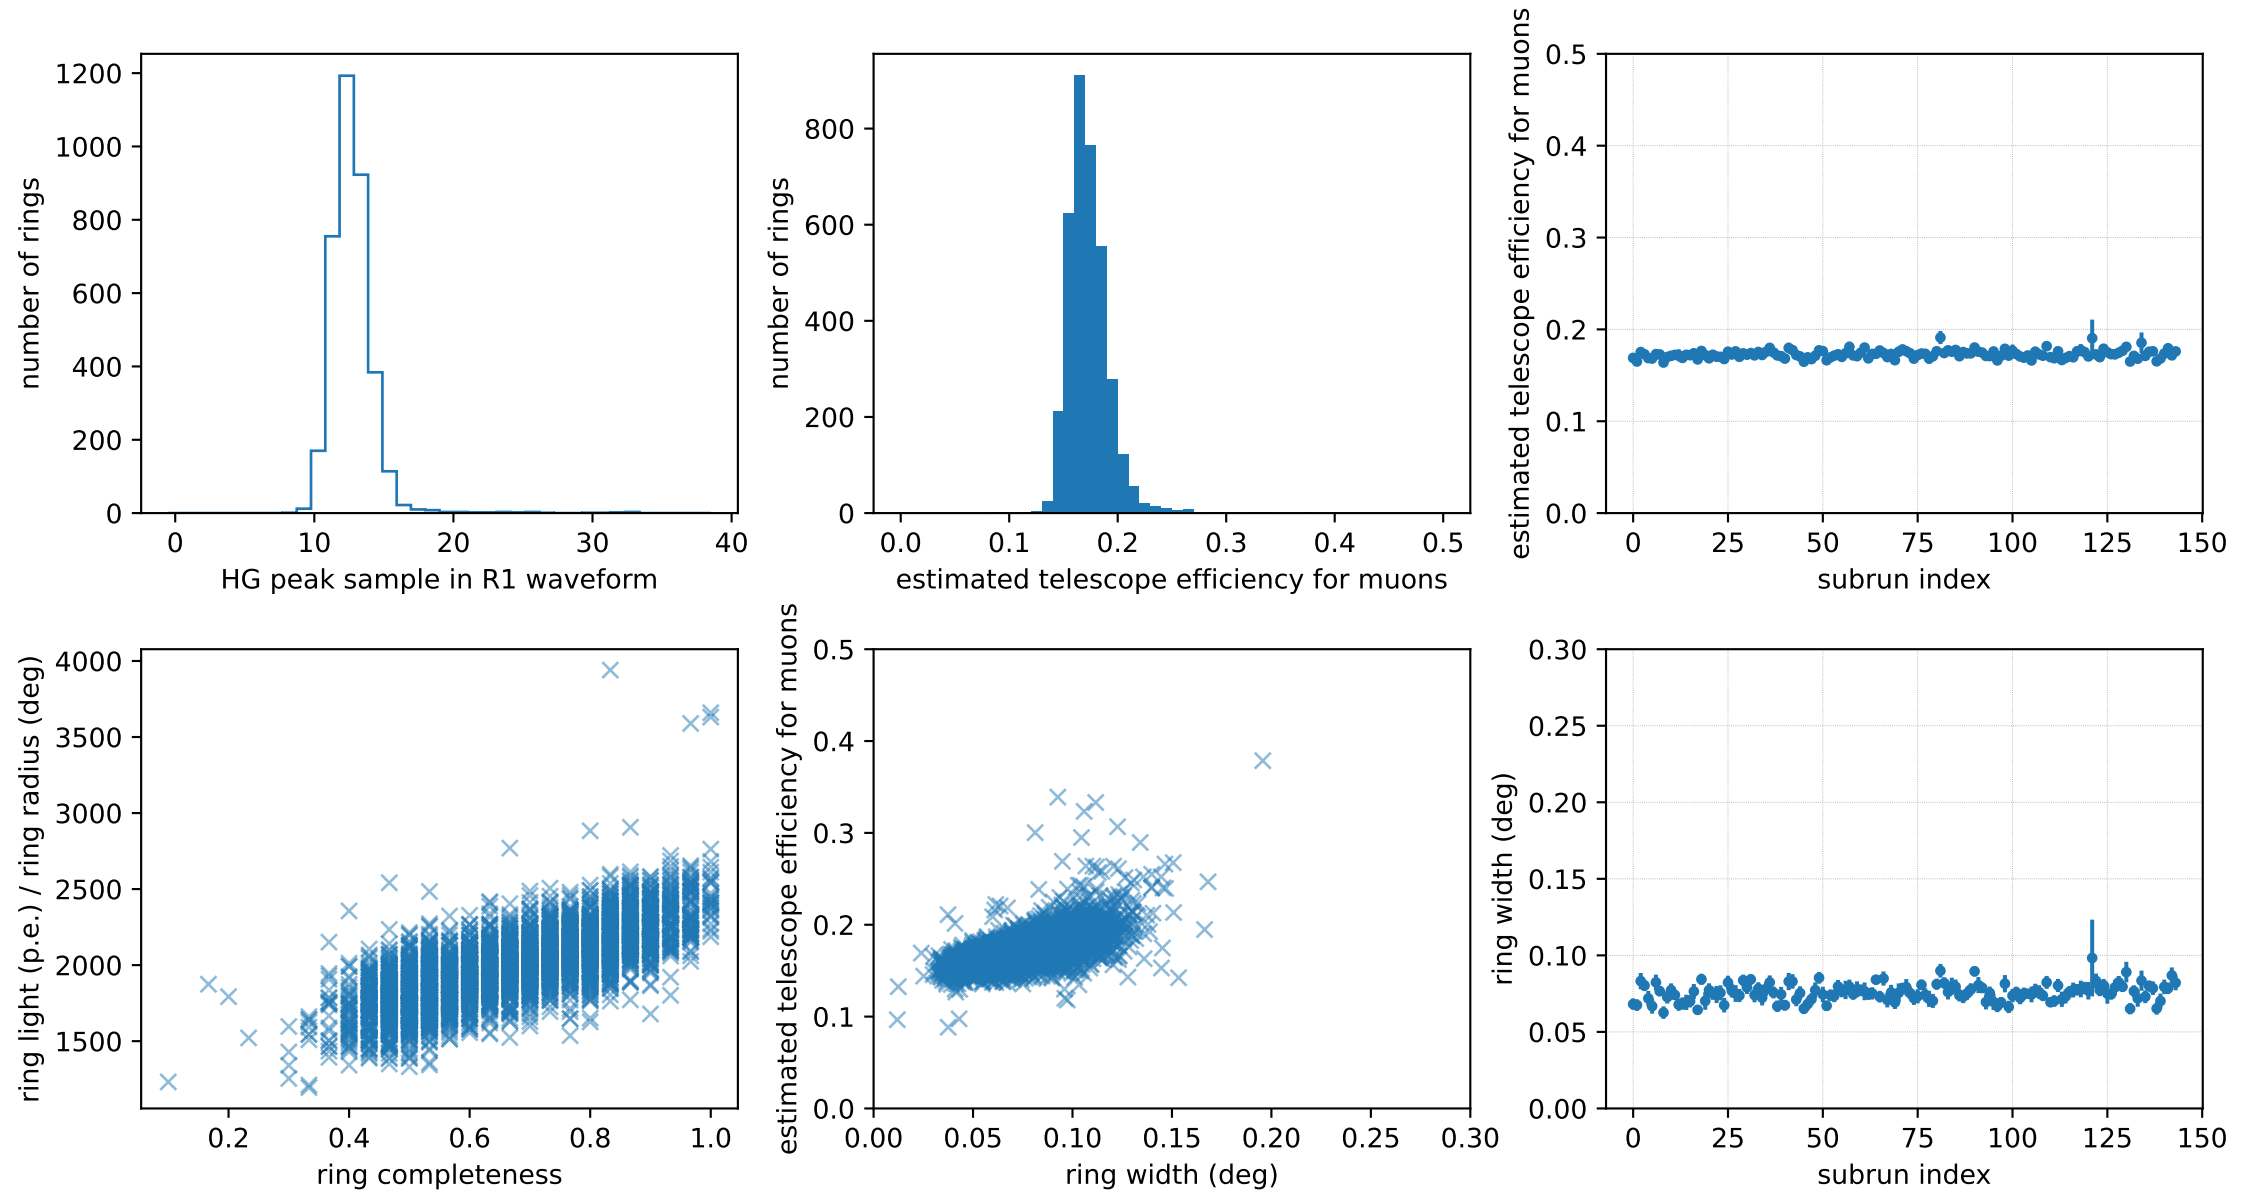 number of rings
1200
1000
800
600
400
200
0
0 10 20 30 40
HG peak sample in R1 waveform
number of rings
800
600
400
200
0
0.0 0.1 0.2 0.3 0.4 0.5
estimated telescope efficiency for muons
estimated telescope efficiency for muons
0.5
0.4
0.3
0.2
0.1
0.0
0 25 50 75 100 125 150
subrun index
ring light (p.e.) / ring radius (deg)
4000
3500
3000
2500
2000
1500
0.2 0.4 0.6 0.8 1.0
ring completeness
estimated telescope efficiency for muons
0.5
0.4
0.3
0.2
0.1
0.0
0.00 0.05 0.10 0.15 0.20 0.25 0.30
ring width (deg)
ring width (deg)
0.30
0.25
0.20
0.15
0.10
0.05
0.00
0 25 50 75 100 125 150
subrun index